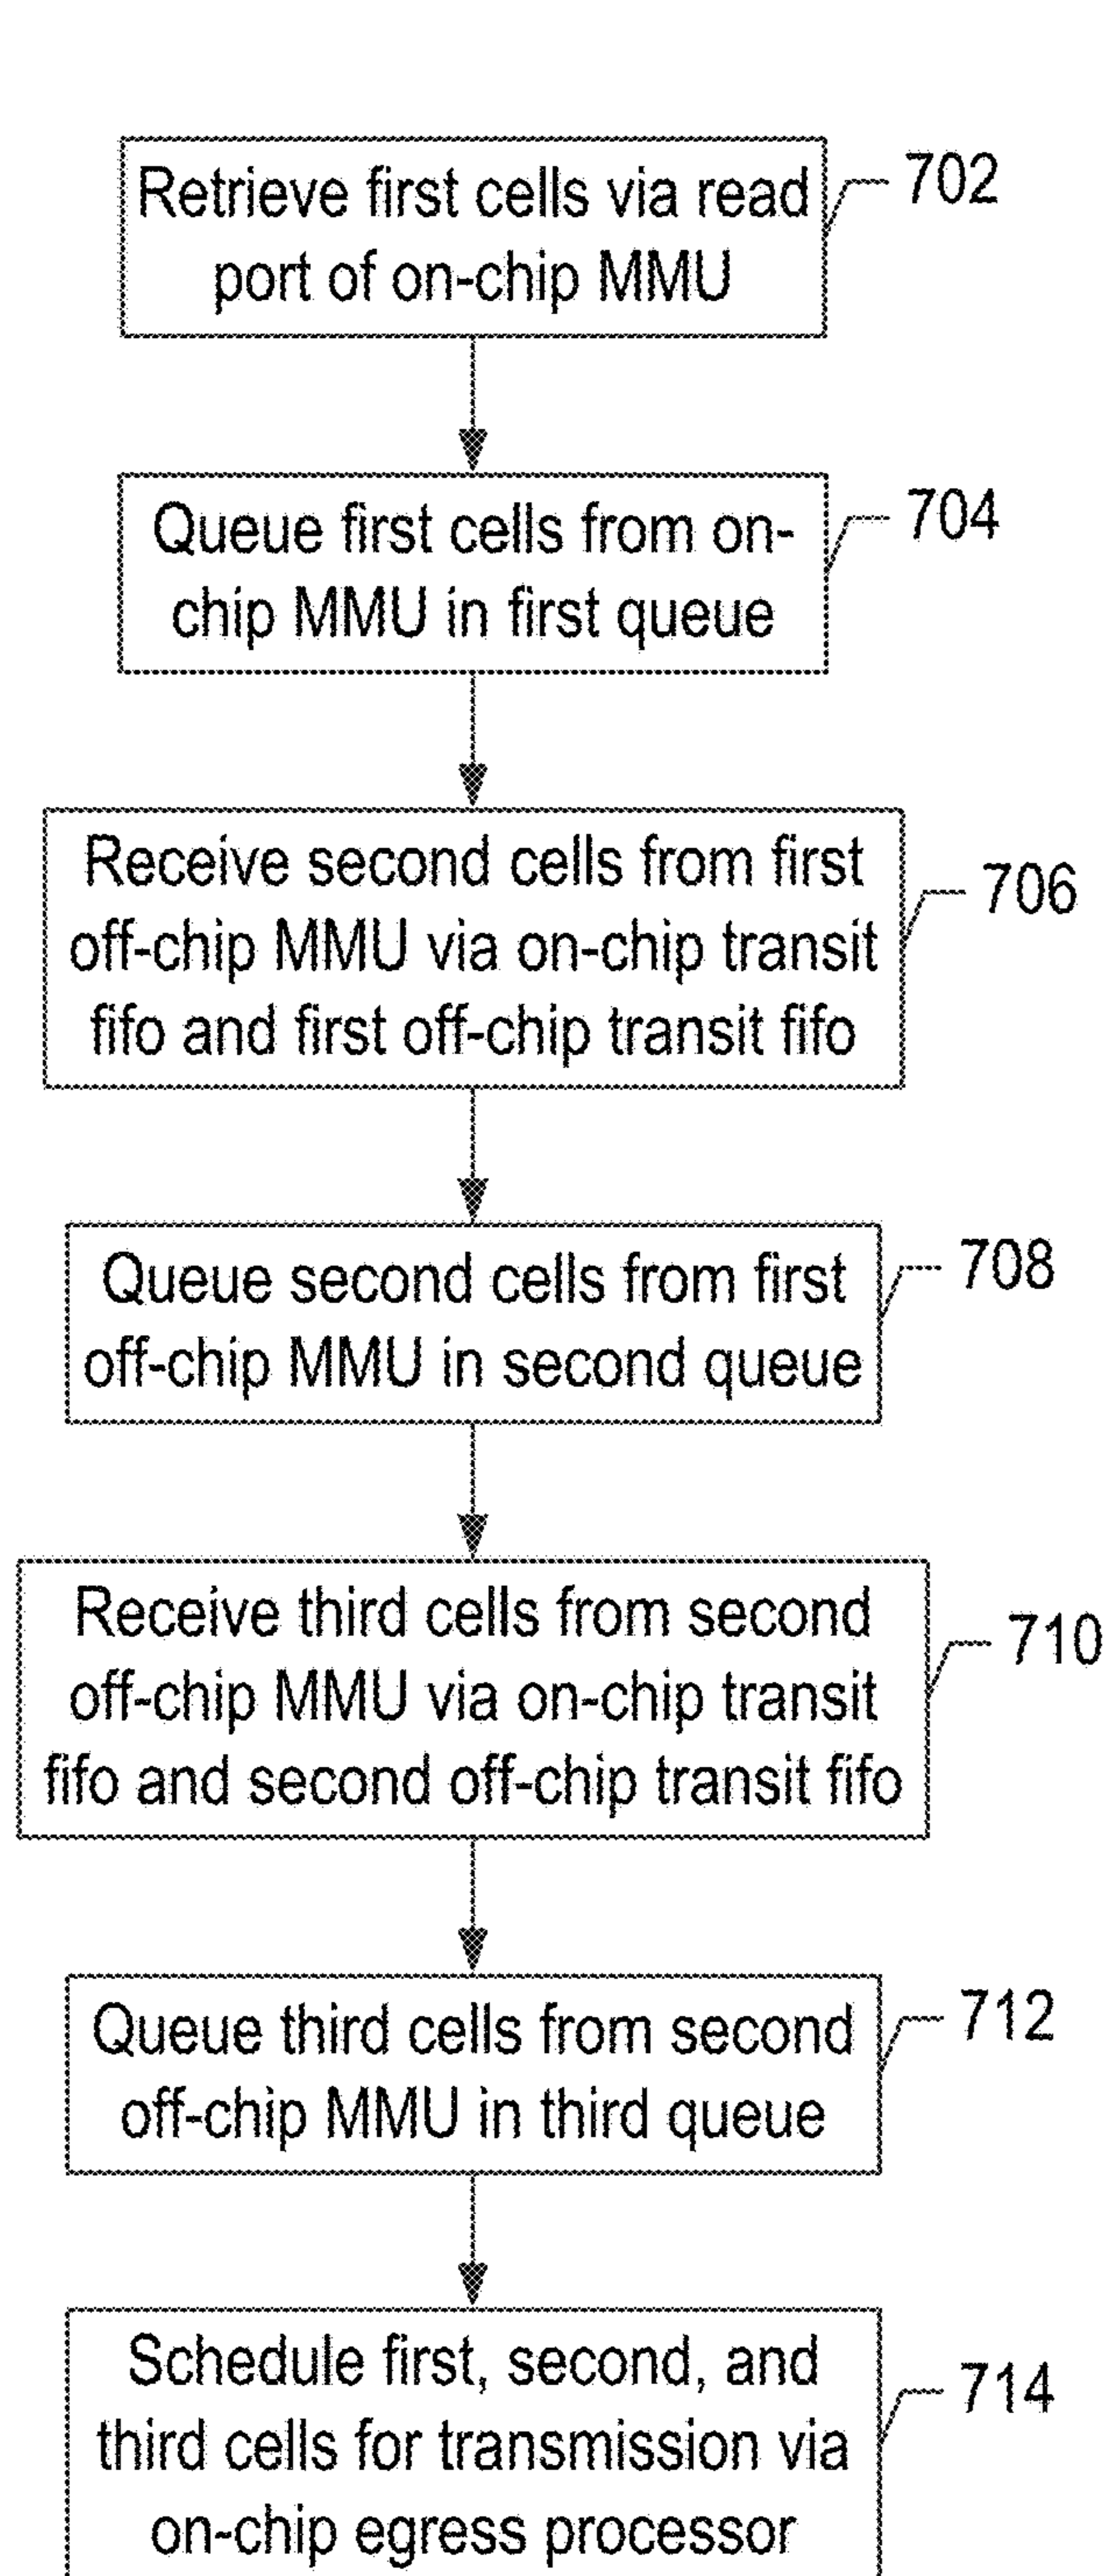 Retrieve first cells via read
port of on-chip MMU
702
Queue first cells from on-
chip MMU in first queue
704
Receive second cells from first
off-chip MMU via on-chip transit
fifo and first off-chip transit fifo
706
Queue second cells from first
off-chip MMU in second queue
708
Receive third cells from second
off-chip MMU via on-chip transit
fifo and second off-chip transit fifo
710
Queue third cells from second
off-chip MMU in third queue
712
Schedule first, second, and
third cells for transmission via
on-chip egress processor
714